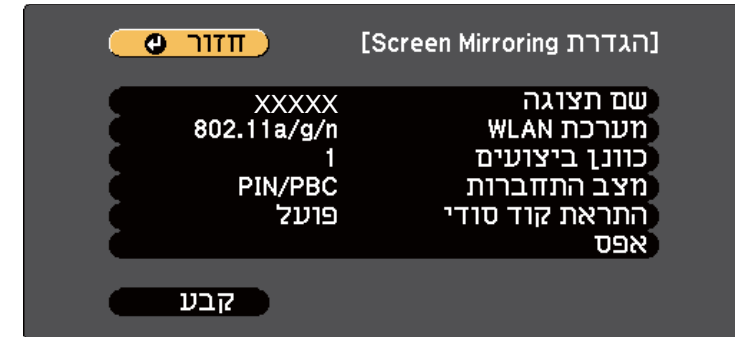 [הגדרת Screen Mirroring] חזור
שם תצוגה XXXXX
מערכת WLAN 802.11a/g/n
כוונן ביצועים 1
מצב התחברות PIN/PBC
התראת קוד סודי פועל
אפס
קבע